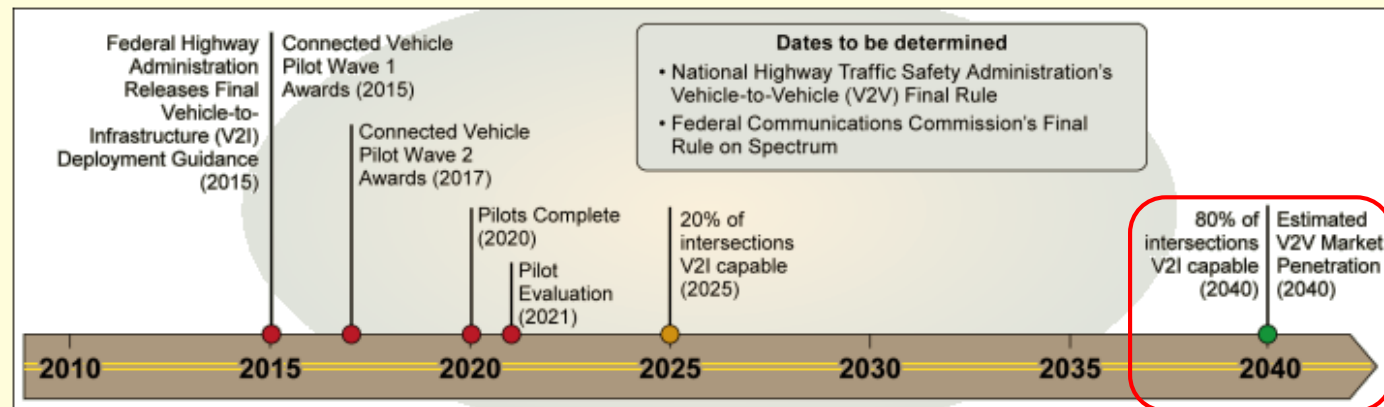 Federal Highway
Administration
Releases Final
Vehicle-to-
Infrastructure (V2I)
Deployment Guidance
(2015)
Connected Vehicle
Pilot Wave 1
Awards (2015)
Connected Vehicle
Pilot Wave 2
Awards (2017)
Pilots Complete
(2020)
Pilot
Evaluation
(2021)
20% of
intersections
V2I capable
(2025)
Dates to be determined
• National Highway Traffic Safety Administration's
Vehicle-to-Vehicle (V2V) Final Rule
• Federal Communications Commission's Final
Rule on Spectrum
80% of
intersections
V2I capable
(2040)
Estimated
V2V Market
Penetration
(2040)
2010 2015 2020 2025 2030 2035 2040